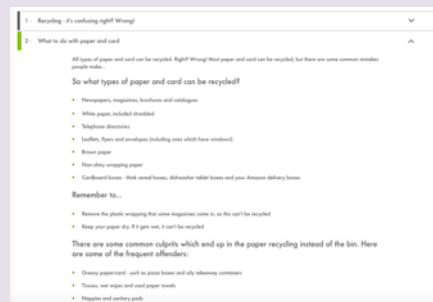 1 - Recycling - it's confusing right? Wrong!
2 - What to do with paper and card
All types of paper and card can be recycled. Right? Wrong! Most paper and card can be recycled, but there are some common mistakes
people make...
So what types of paper and card can be recycled?
• Newspapers, magazines, brochures and catalogues
• White paper, included shredded
• Telephone directories
• Leaflets, flyers and envelopes (including ones which have windows!)
• Brown paper
• Non-shiny wrapping paper
• Cardboard boxes - think cereal boxes, dishwasher tablet boxes and your Amazon delivery boxes
Remember to...
• Remove the plastic wrapping that some magazines come in, as this can't be recycled
• Keep your paper dry. If it gets wet, it can't be recycled
There are some common culprits which end up in the paper recycling instead of the bin. Here
are some of the frequent offenders:
• Greasy paper/card - such as pizza boxes and oily takeaway containers
• Tissues, wet wipes and used paper towels
• Nappies and sanitary pads